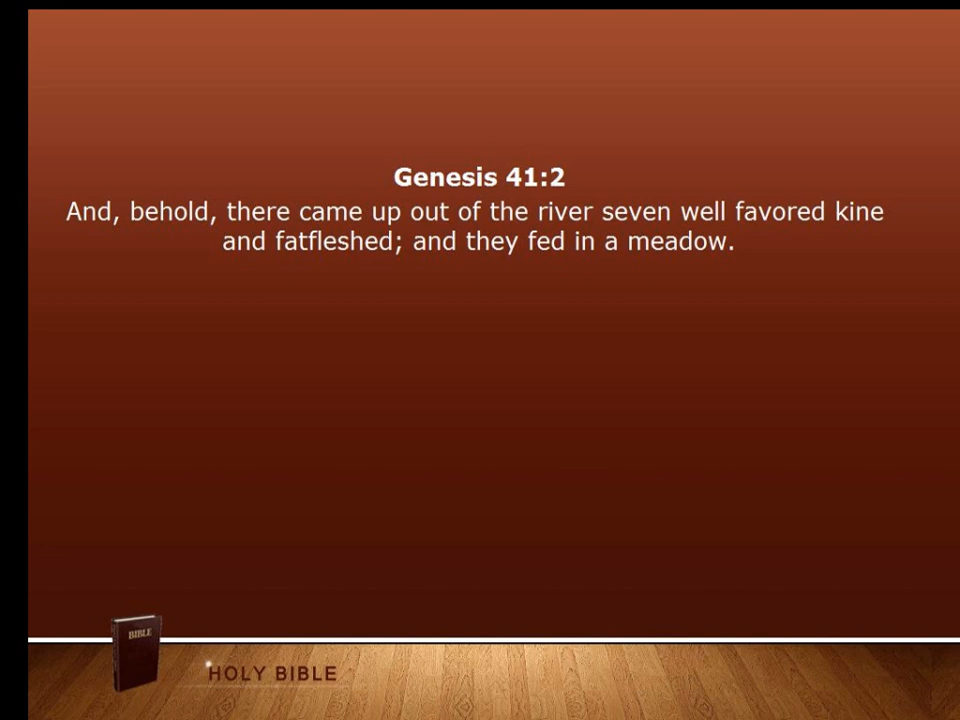 Genesis 41:2
And, behold, there came up out of the river seven well favored kine
and fatfleshed; and they fed in a meadow.
BIBLE
HOLY BIBLE